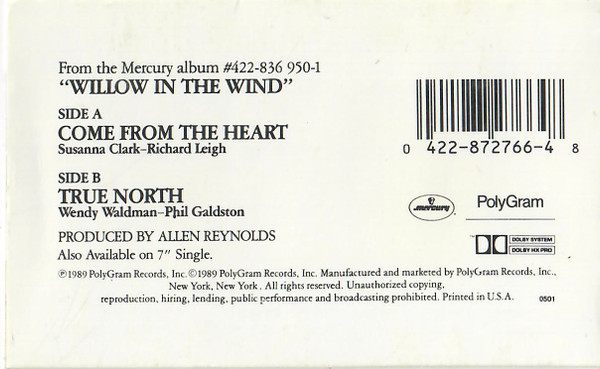 From the Mercury album #422-836 950-1
“WILLOW IN THE WIND”
SIDE A
COME FROM THE HEART
Susanna Clark–Richard Leigh
SIDE B
TRUE NORTH
Wendy Waldman–Phil Galdston
PRODUCED BY ALLEN REYNOLDS
Also Available on 7″ Single.
℗1989 PolyGram Records, Inc. ©1989 PolyGram Records, Inc. Manufactured and marketed by PolyGram Records, Inc.,
New York, New York. All rights reserved. Unauthorized copying,
reproduction, hiring, lending, public performance and broadcasting prohibited. Printed in U.S.A.
0501
0 422-872766-4 8
mercury
PolyGram
DOLBY SYSTEM
DOLBY HX PRO